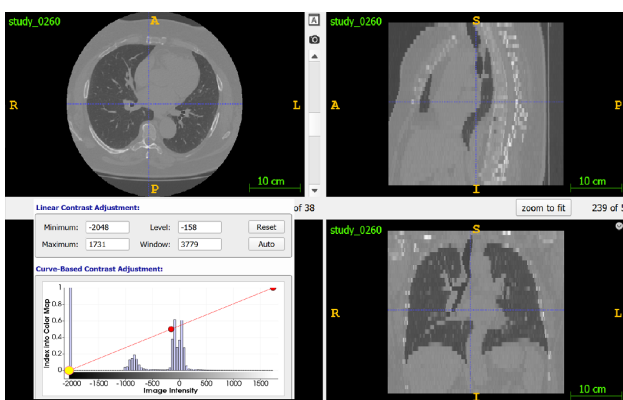 study_0260
A
A
R
L
P
10 cm
study_0260
S
A
P
I
10 cm
of 38
zoom to fit
239 of
Linear Contrast Adjustment:
Minimum: -2048 Level: -158 Reset
Maximum: 1731 Window: 3779 Auto
Curve-Based Contrast Adjustment:
Index into Color Map
1
0.8
0.6
0.4
0.2
0
-2000 -1500 -1000 -500 0 500 1000 1500
Image Intensity
study_0260
S
R
L
I
10 cm